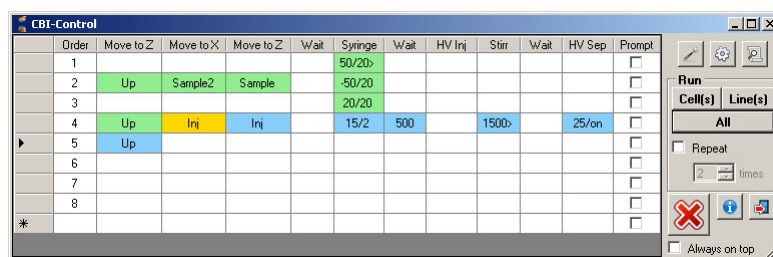 CBI-Control
Order Move to Z Move to X Move to Z Wait Syringe Wait HV Inj Stirr Wait HV Sep Prompt
1 50/20>
2 Up Sample2 Sample -50/20
3 20/20
4 Up Inj Inj 15/2 500 1500> 25/on
5 Up
6
7
8
*
Run
Cell(s) Line(s)
All
Repeat
2 times
Always on top